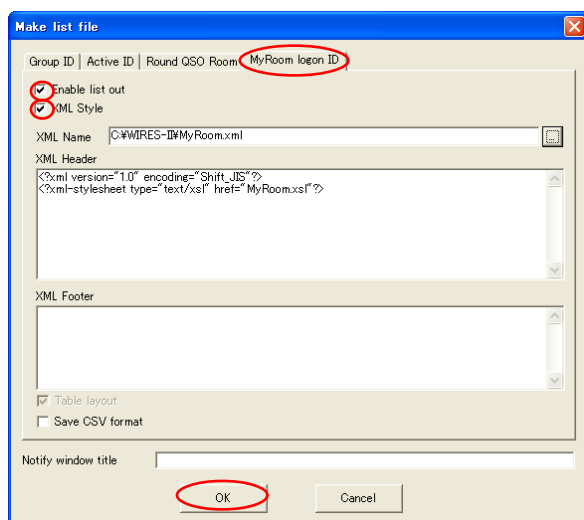 Make list file
Group ID Active ID Round QSO Room MyRoom logon ID
Enable list out
XML Style
XML Name C:¥WIRES-II¥MyRoom.xml ...
XML Header
<?xml version="1.0" encoding="Shift_JIS"?>
<?xml-stylesheet type="text/xsl" href="MyRoom.xsl"?>
XML Footer
Table layout
Save CSV format
Notify window title
OK Cancel